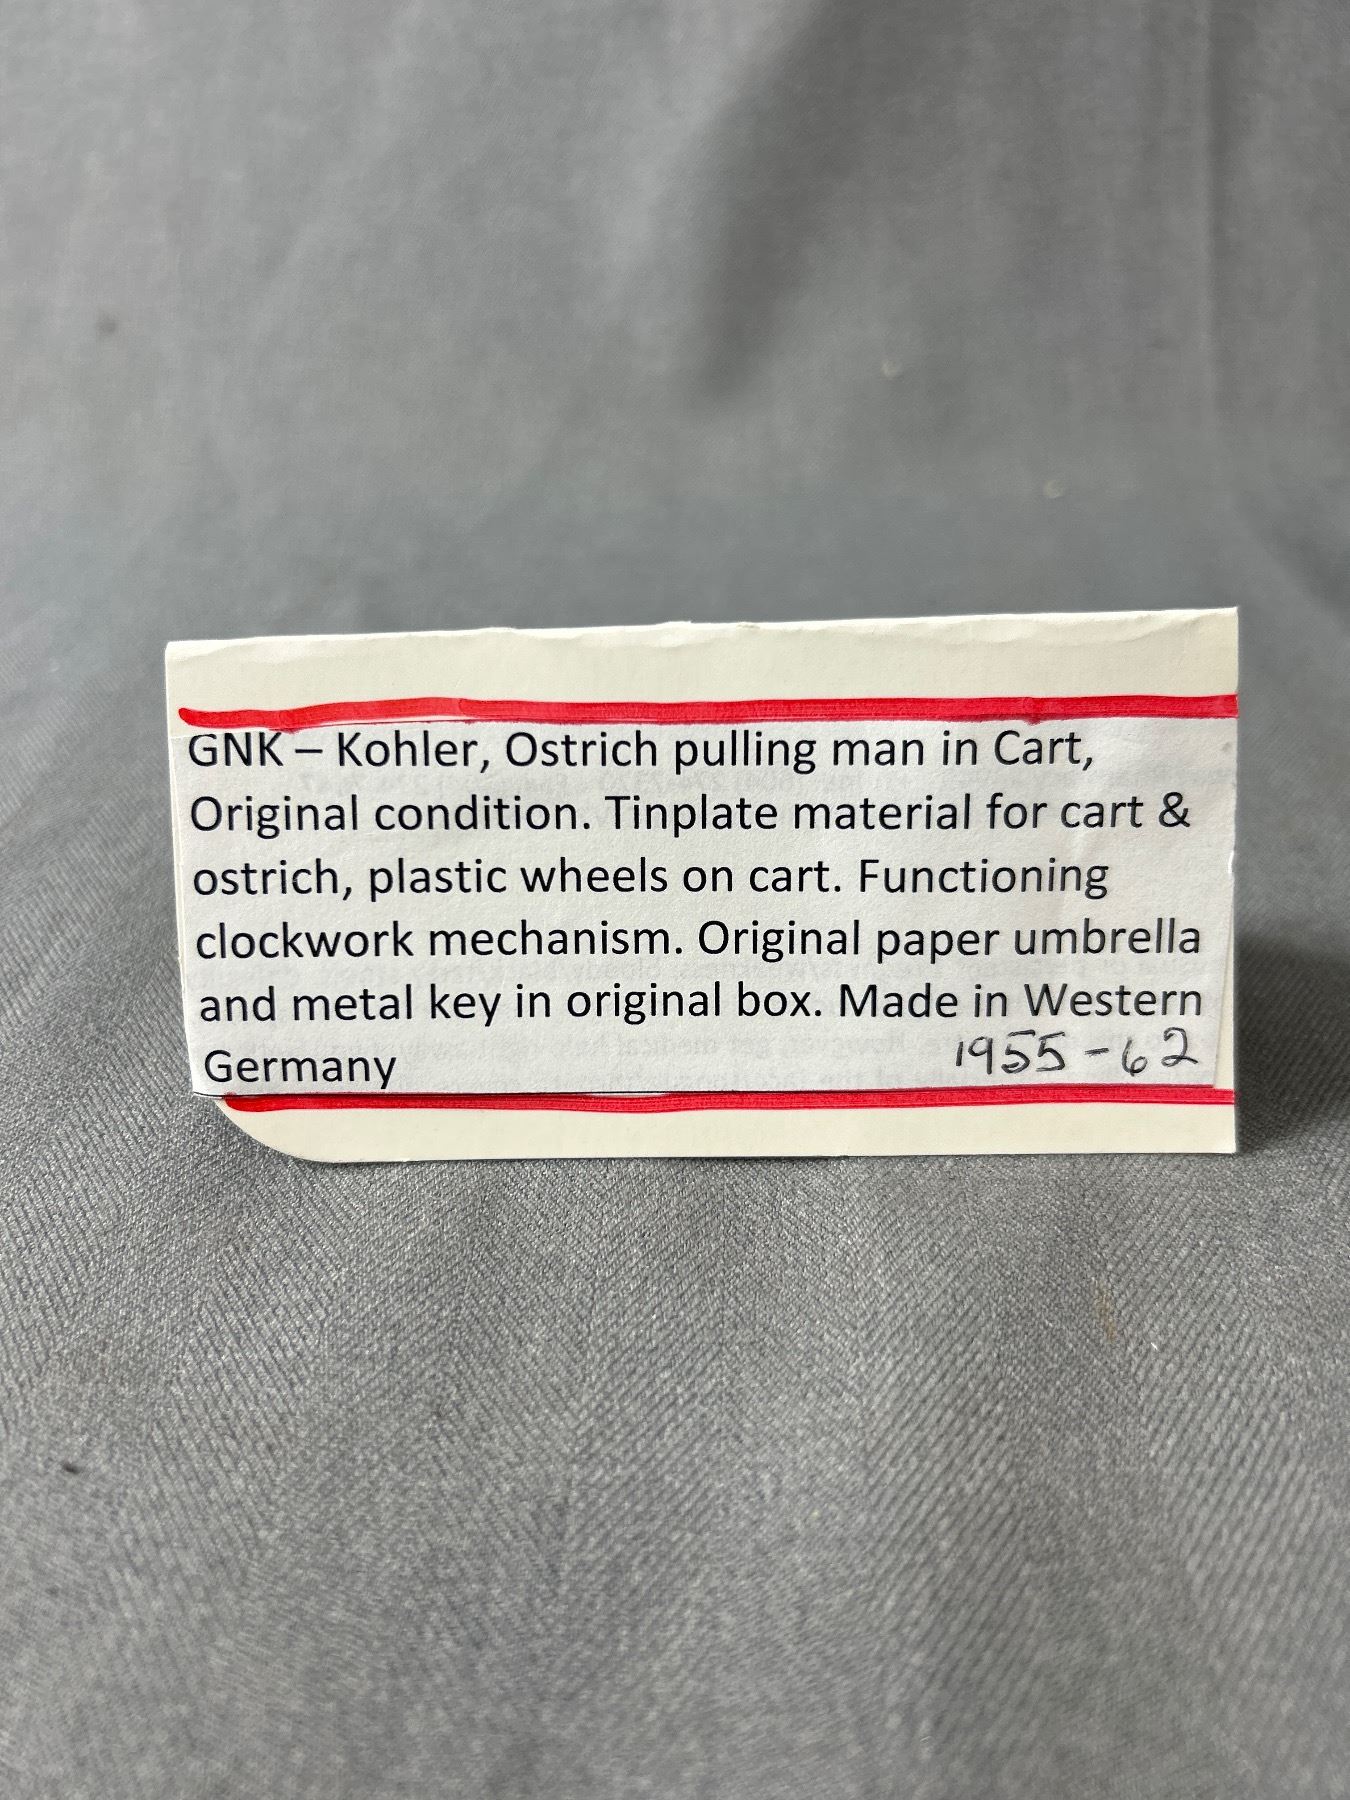 GNK – Kohler, Ostrich pulling man in Cart,
Original condition. Tinplate material for cart &
ostrich, plastic wheels on cart. Functioning
clockwork mechanism. Original paper umbrella
and metal key in original box. Made in Western
Germany 1955-62